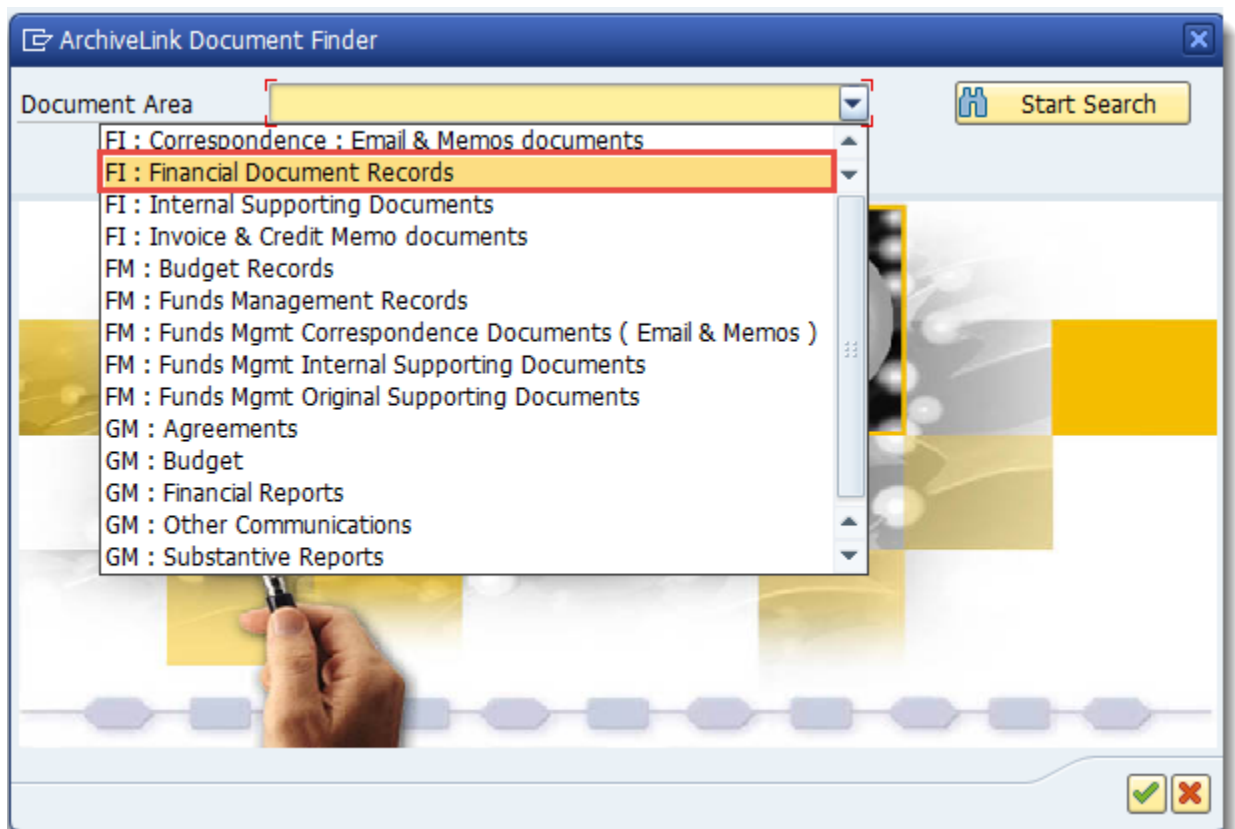 ArchiveLink Document Finder
Document Area
Start Search
FI : Correspondence : Email & Memos documents
FI : Financial Document Records
FI : Internal Supporting Documents
FI : Invoice & Credit Memo documents
FM : Budget Records
FM : Funds Management Records
FM : Funds Mgmt Correspondence Documents ( Email & Memos )
FM : Funds Mgmt Internal Supporting Documents
FM : Funds Mgmt Original Supporting Documents
GM : Agreements
GM : Budget
GM : Financial Reports
GM : Other Communications
GM : Substantive Reports